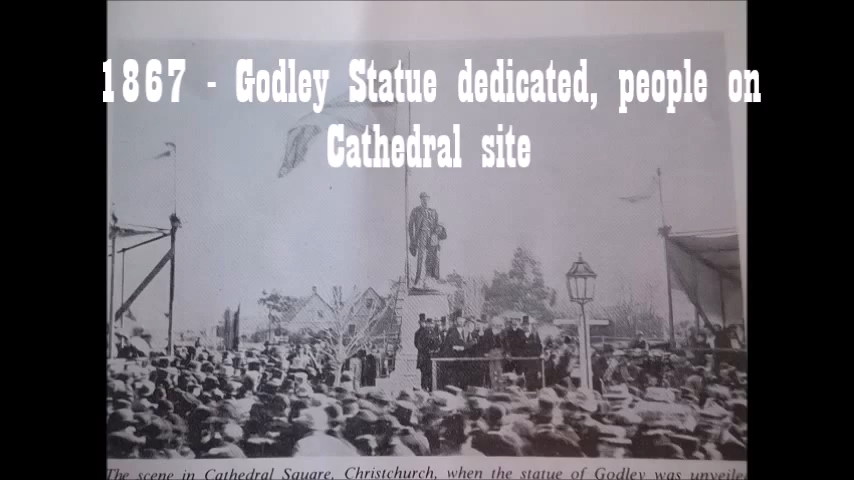 1867 - Godley Statue dedicated, people on
Cathedral site
The scene in Cathedral Square, Christchurch, when the statue of Godley was unveiled